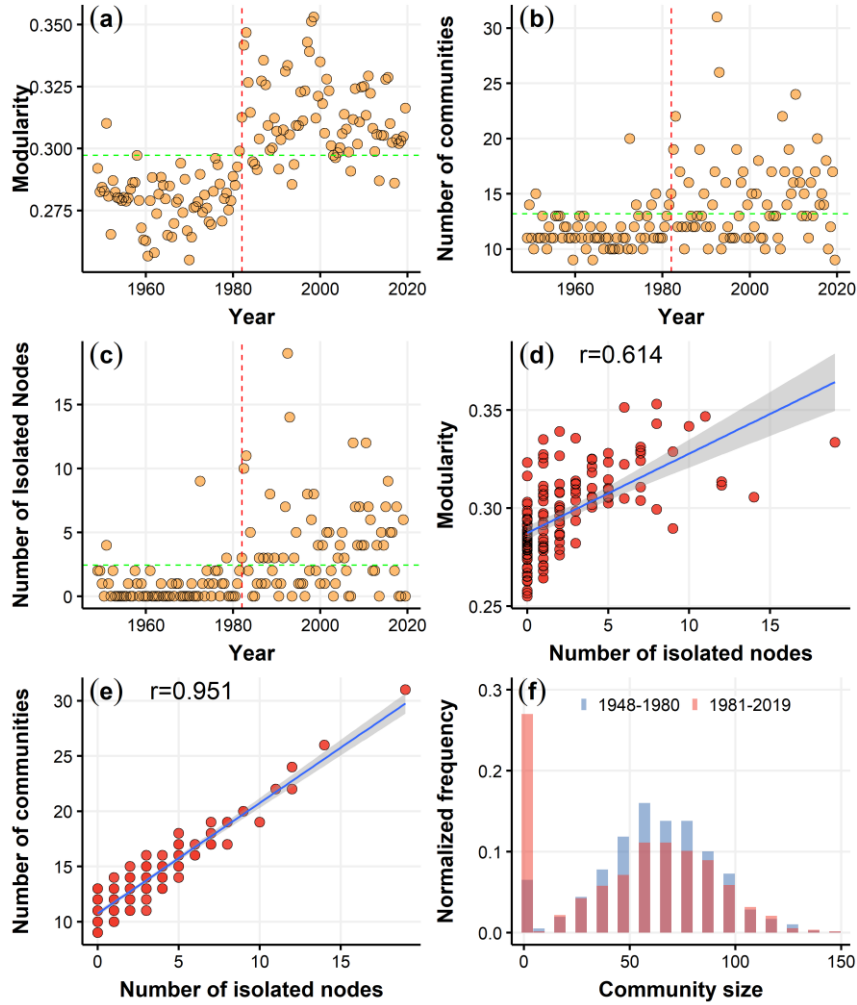 (a)
Modularity
0.350
0.325
0.300
0.275
1960 1980 2000 2020
Year
(b)
Number of communities
30
25
20
15
10
1960 1980 2000 2020
Year
(c)
Number of Isolated Nodes
15
10
5
0
1960 1980 2000 2020
Year
(d) r=0.614
Modularity
0.35
0.30
0.25
0 5 10 15
Number of isolated nodes
(e) r=0.951
Number of communities
30
25
20
15
10
0 5 10 15
Number of isolated nodes
(f)
1948-1980 1981-2019
Normalized frequency
0.3
0.2
0.1
0.0
0 50 100 150
Community size